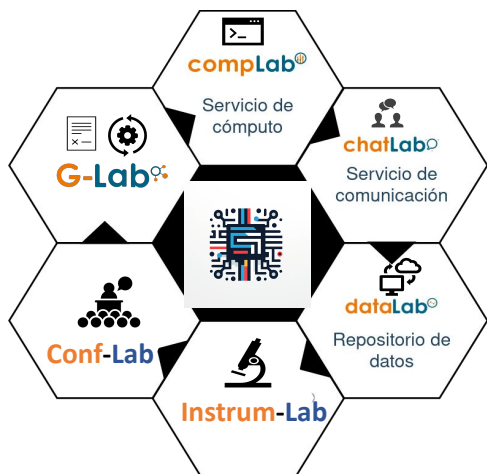 compLab
Servicio de
cómputo
G-Lab
chatLab
Servicio de
comunicación
dataLab
Repositorio de
datos
Conf-Lab
Instrum-Lab